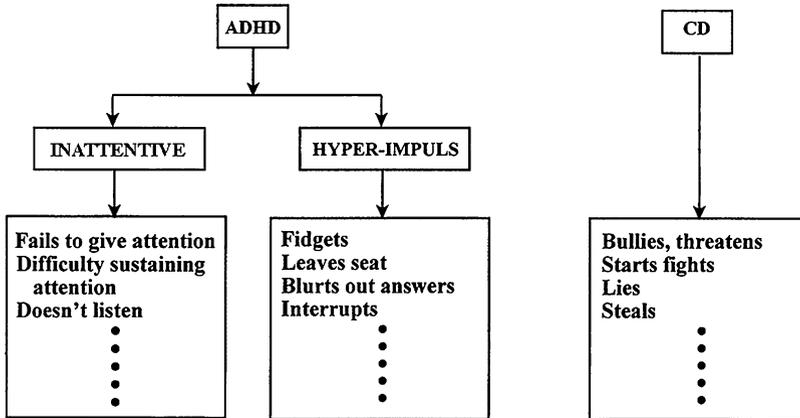 ADHD
CD
INATTENTIVE
HYPER-IMPULS
Fails to give attention
Difficulty sustaining
attention
Doesn't listen
Fidgets
Leaves seat
Blurts out answers
Interrupts
Bullies, threatens
Starts fights
Lies
Steals